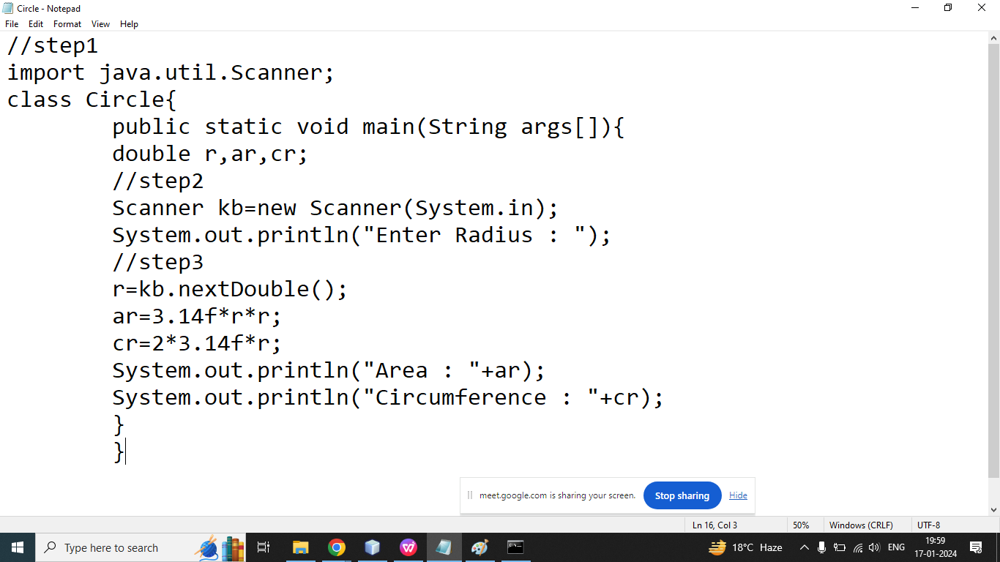 Circle - Notepad
File Edit Format View Help
//step1
import java.util.Scanner;
class Circle{
public static void main(String args[]){
double r,ar,cr;
//step2
Scanner kb=new Scanner(System.in);
System.out.println("Enter Radius : ");
//step3
r=kb.nextDouble();
ar=3.14f*r*r;
cr=2*3.14f*r;
System.out.println("Area : "+ar);
System.out.println("Circumference : "+cr);
}
}
meet.google.com is sharing your screen. Stop sharing Hide
Ln 16, Col 3 50% Windows (CRLF) UTF-8
Type here to search 18°C Haze ENG 19:59
17-01-2024